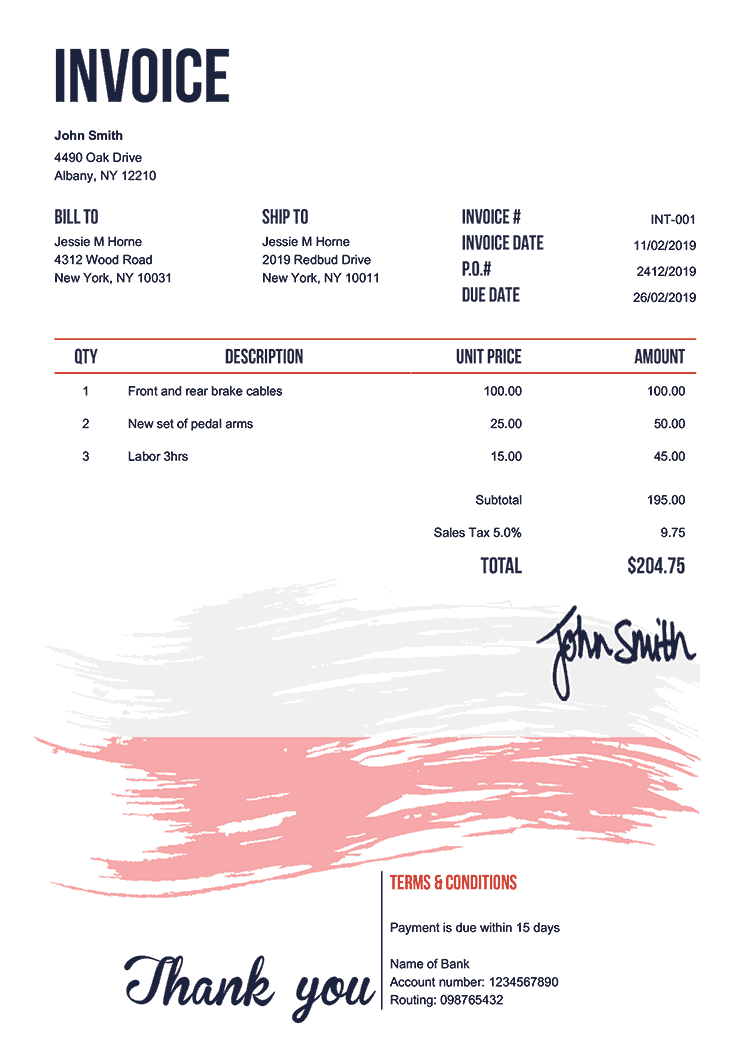 INVOICE
John Smith
4490 Oak Drive
Albany, NY 12210
BILL TO
Jessie M Horne
4312 Wood Road
New York, NY 10031
SHIP TO
Jessie M Horne
2019 Redbud Drive
New York, NY 10011
INVOICE # INT-001
INVOICE DATE 11/02/2019
P.O.# 2412/2019
DUE DATE 26/02/2019
QTY DESCRIPTION UNIT PRICE AMOUNT
1 Front and rear brake cables 100.00 100.00
2 New set of pedal arms 25.00 50.00
3 Labor 3hrs 15.00 45.00
Subtotal 195.00
Sales Tax 5.0% 9.75
TOTAL $204.75
John Smith
TERMS & CONDITIONS
Payment is due within 15 days
Name of Bank
Account number: 1234567890
Routing: 098765432
Thank you